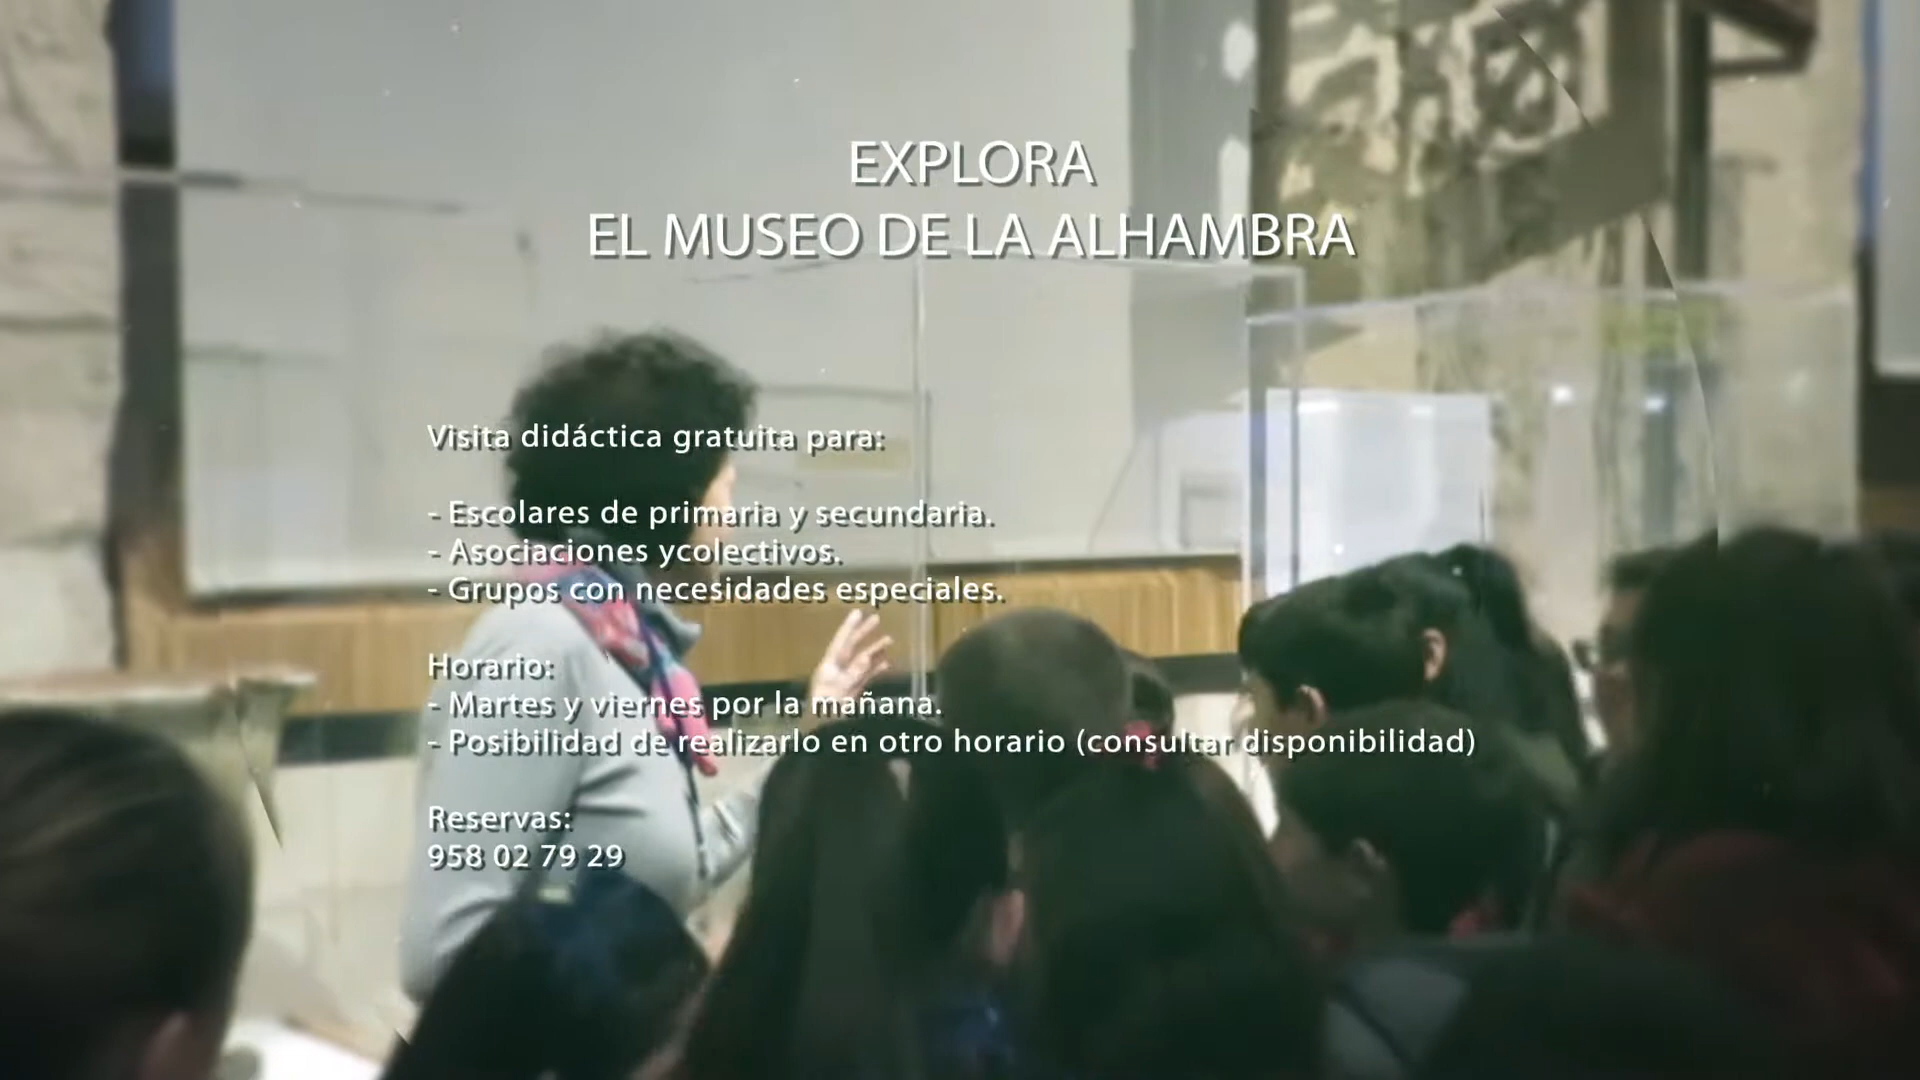 EXPLORA
EL MUSEO DE LA ALHAMBRA
Visita didáctica gratuita para:
- Escolares de primaria y secundaria.
- Asociaciones ycolectivos.
- Grupos con necesidades especiales.
Horario:
- Martes y viernes por la mañana.
- Posibilidad de realizarlo en otro horario (consultar disponibilidad)
Reservas:
958 02 79 29